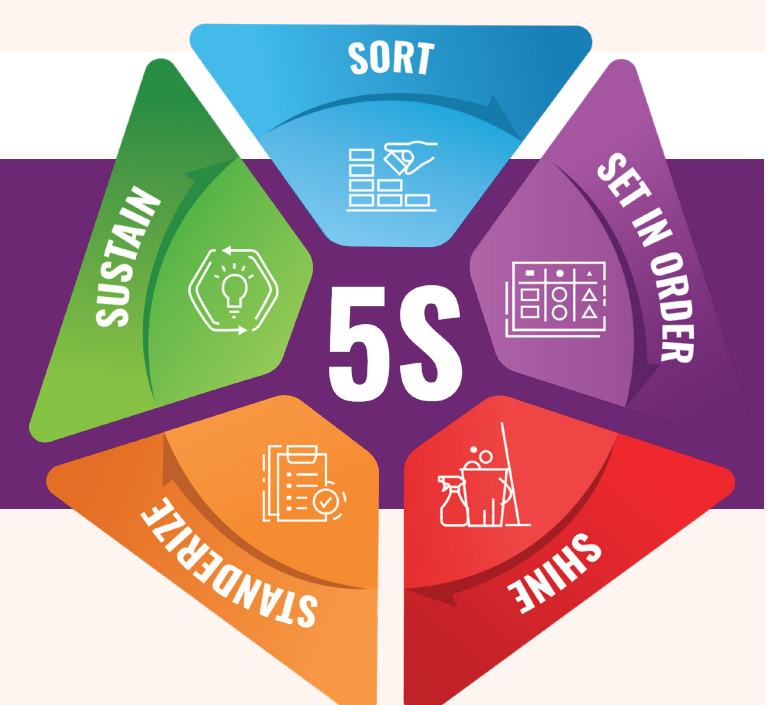 SORT
SET IN ORDER
SHINE
STANDERIZE
SUSTAIN
5S